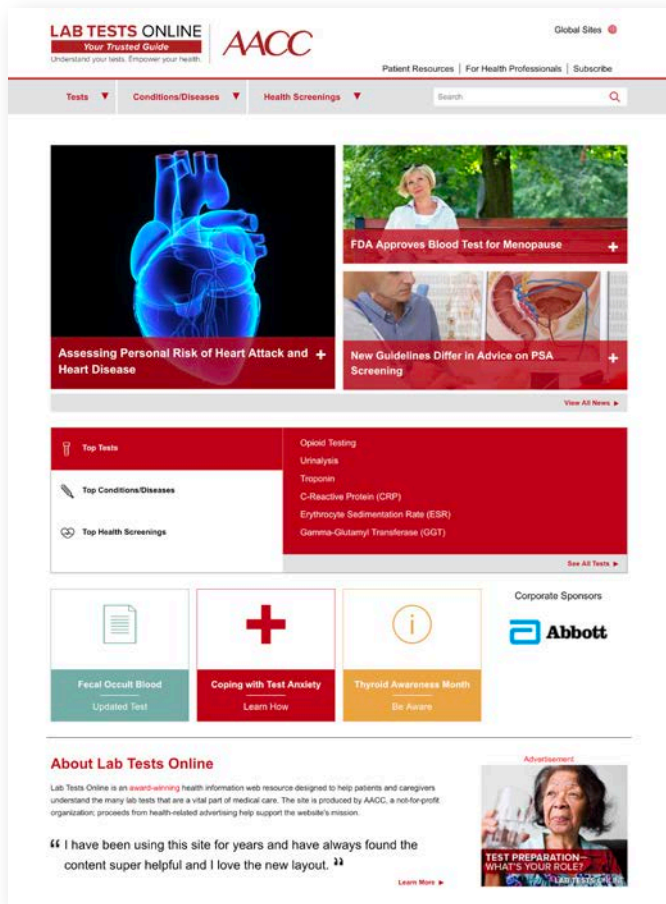 LAB TESTS ONLINE
Your Trusted Guide
Understand your tests. Empower your health.
AACC
Global Sites
Patient Resources | For Health Professionals | Subscribe
Tests ▼ Conditions/Diseases ▼ Health Screenings ▼ Search
FDA Approves Blood Test for Menopause +
Assessing Personal Risk of Heart Attack and +
Heart Disease
New Guidelines Differ in Advice on PSA +
Screening
View All News ▶
Top Tests
Top Conditions/Diseases
Top Health Screenings
Opioid Testing
Urinalysis
Troponin
C-Reactive Protein (CRP)
Erythrocyte Sedimentation Rate (ESR)
Gamma-Glutamyl Transferase (GGT)
See All Tests ▶
Fecal Occult Blood
Updated Test
Coping with Test Anxiety
Learn How
Thyroid Awareness Month
Be Aware
Corporate Sponsors
Abbott
About Lab Tests Online
Lab Tests Online is an award-winning health information web resource designed to help patients and caregivers
understand the many lab tests that are a vital part of medical care. The site is produced by AACC, a not-for-profit
organization; proceeds from health-related advertising help support the website's mission.
“ I have been using this site for years and have always found the
content super helpful and I love the new layout. ”
Learn More ▶
Advertisement
TEST PREPARATION—
WHAT'S YOUR ROLE?
LAB TESTS ONLINE